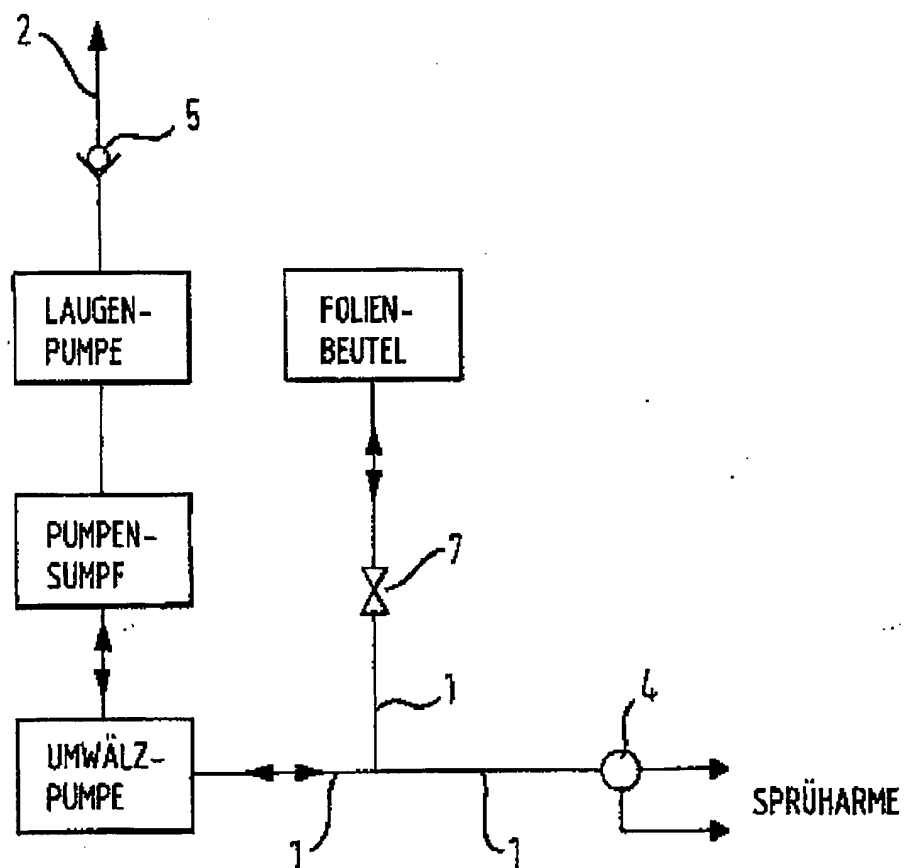 2
5
LAUGEN-
PUMPE
FOLIEN-
BEUTEL
PUMPEN-
SUMPF
7
1
4
UMWÄLZ-
PUMPE
SPRÜHARME
1
1